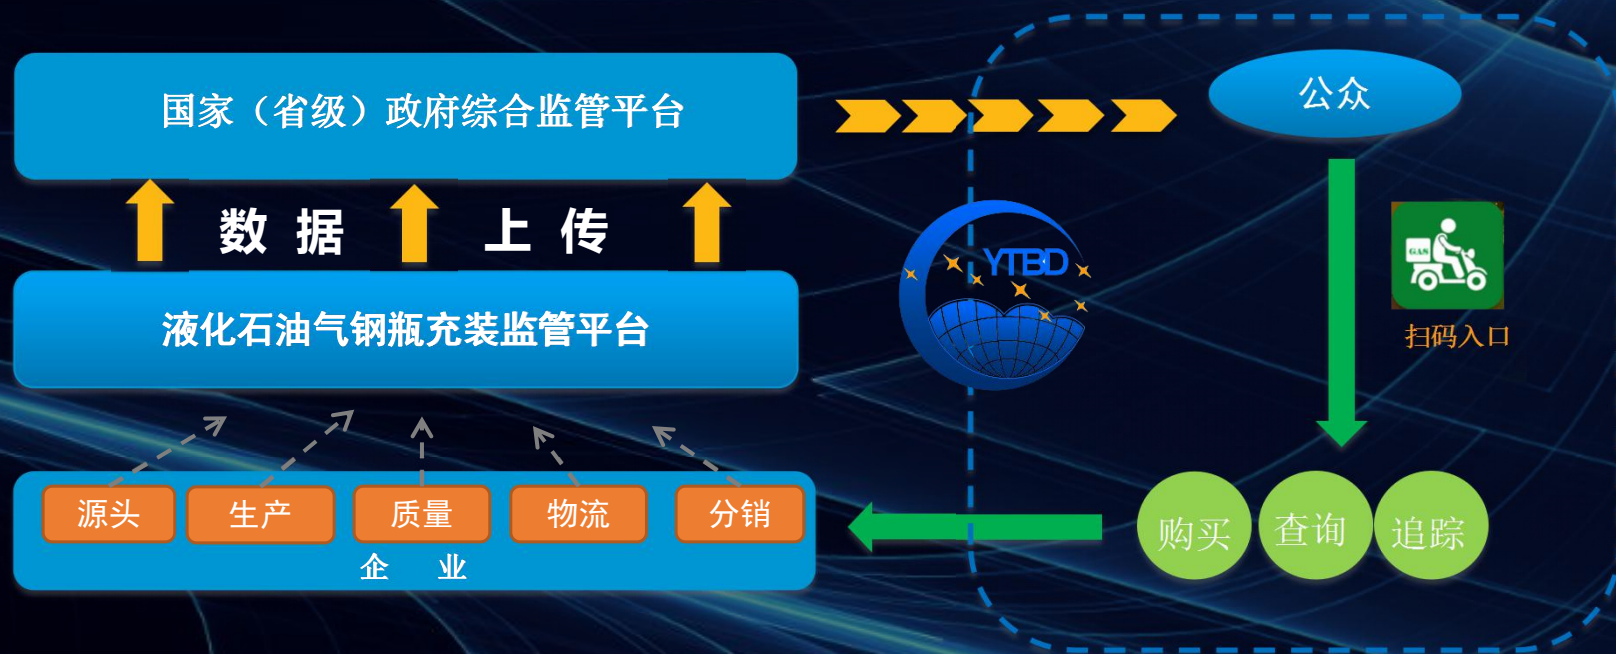 国家（省级）政府综合监管平台
公众
数 据 上 传
YTBD
GAS
液化石油气钢瓶充装监管平台
扫码入口
源头 生产 质量 物流 分销
购买 查询 追踪
企 业